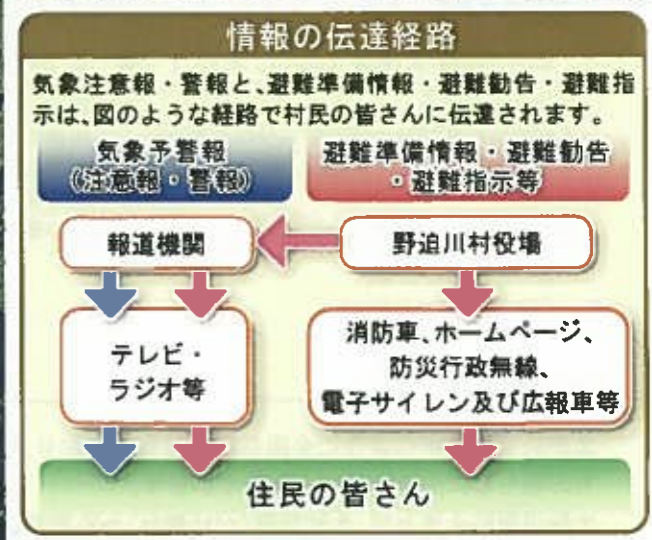 情報の伝達経路
気象注意報・警報と、避難準備情報・避難勧告・避難指
示は、図のような経路で村民の皆さんに伝達されます。
気象予警報
(注意報・警報)
避難準備情報・避難勧告
・避難指示等
報道機関
野迫川村役場
テレビ・
ラジオ等
消防車、ホームページ、
防災行政無線、
電子サイレン及び広報車等
住民の皆さん